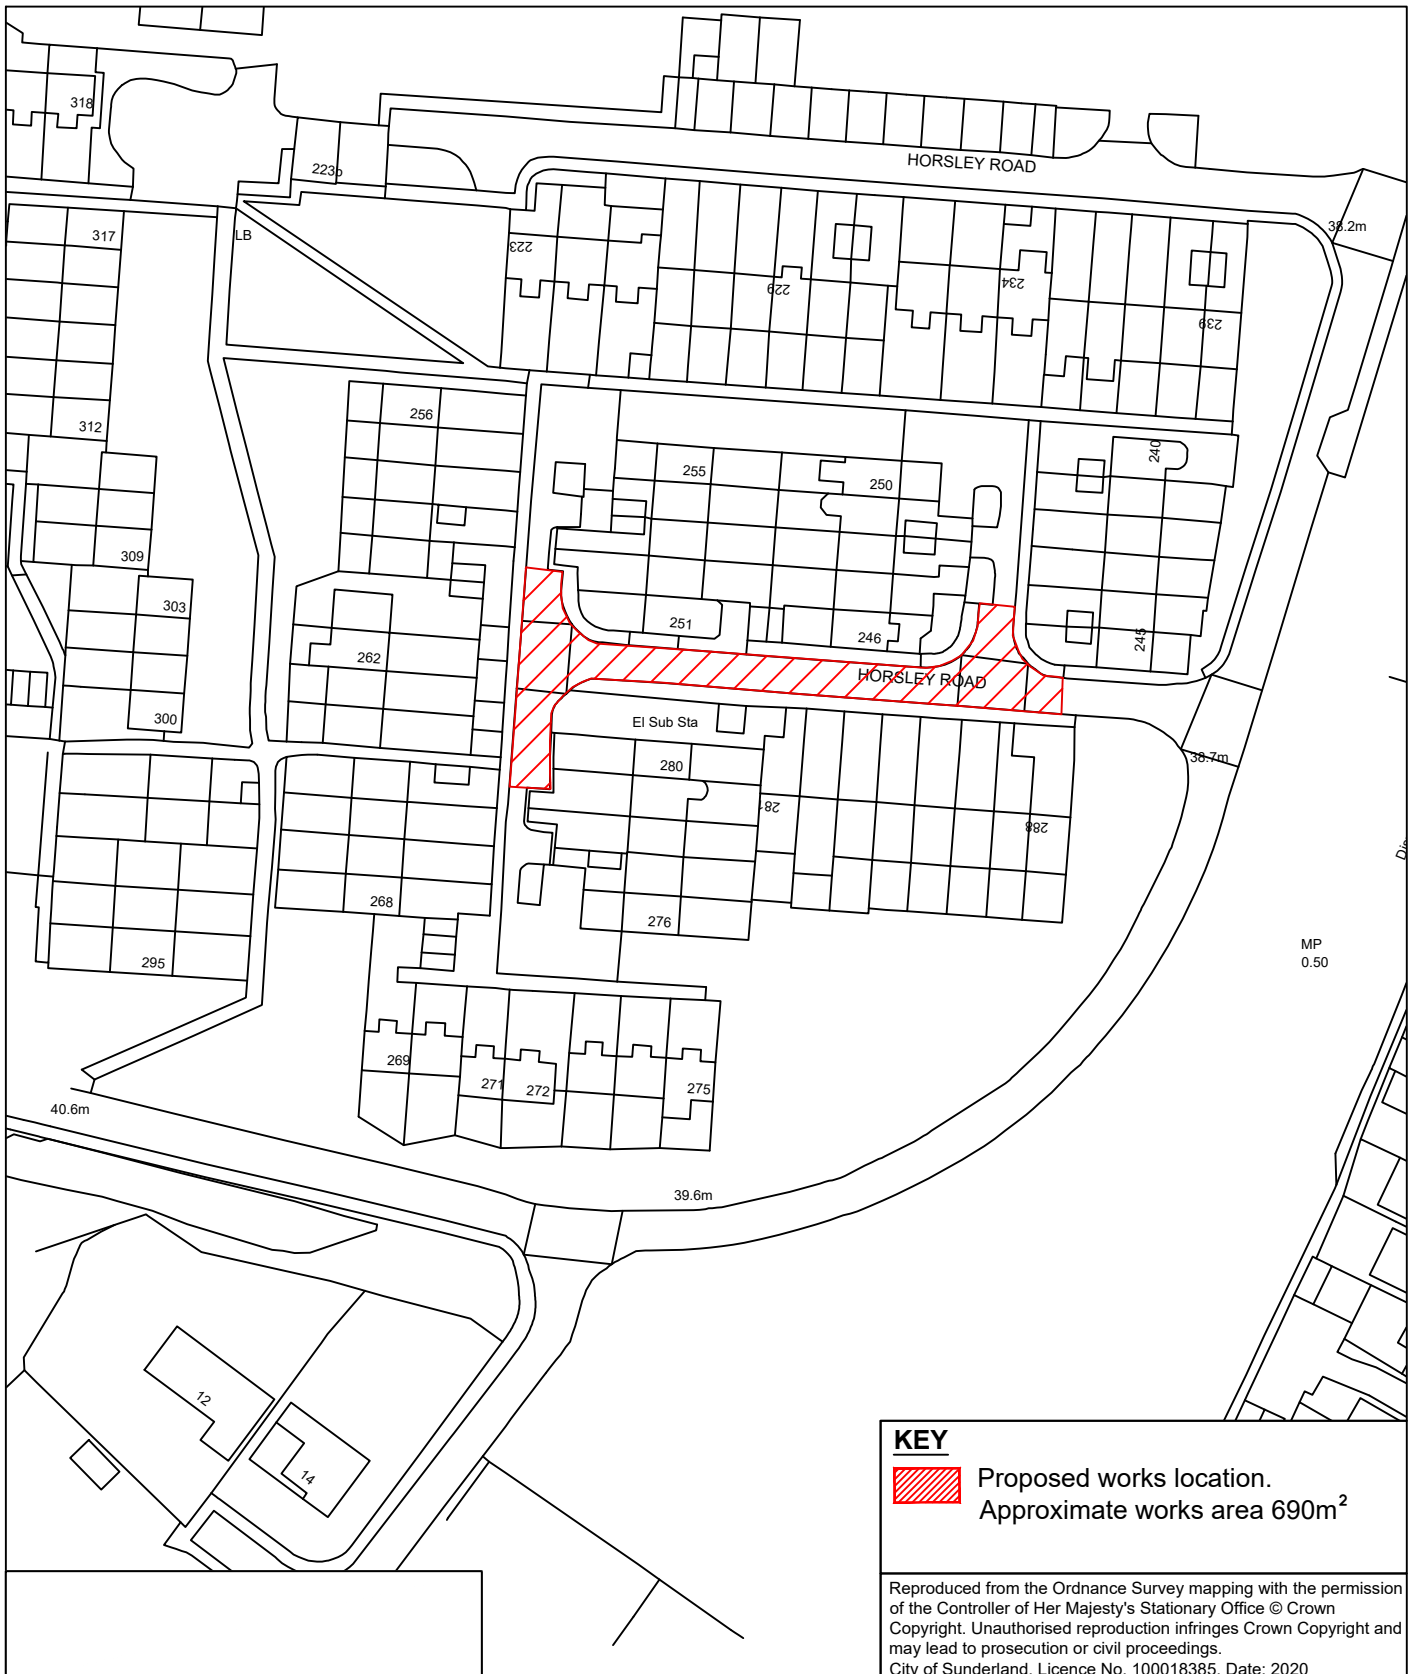 318
223b
HORSLEY ROAD
38.2m
317
LB
223
229
234
239
312
256
255
250
240
309
303
262
251
246
245
300
HORSLEY ROAD
El Sub Sta
280
38.7m
281
288
268
276
295
MP
0.50
269
271
272
275
40.6m
39.6m
12
14
KEY
Proposed works location.
Approximate works area 690m²
Reproduced from the Ordnance Survey mapping with the permission
of the Controller of Her Majesty's Stationary Office © Crown
Copyright. Unauthorised reproduction infringes Crown Copyright and
may lead to prosecution or civil proceedings.
City of Sunderland. Licence No. 100018385. Date: 2020